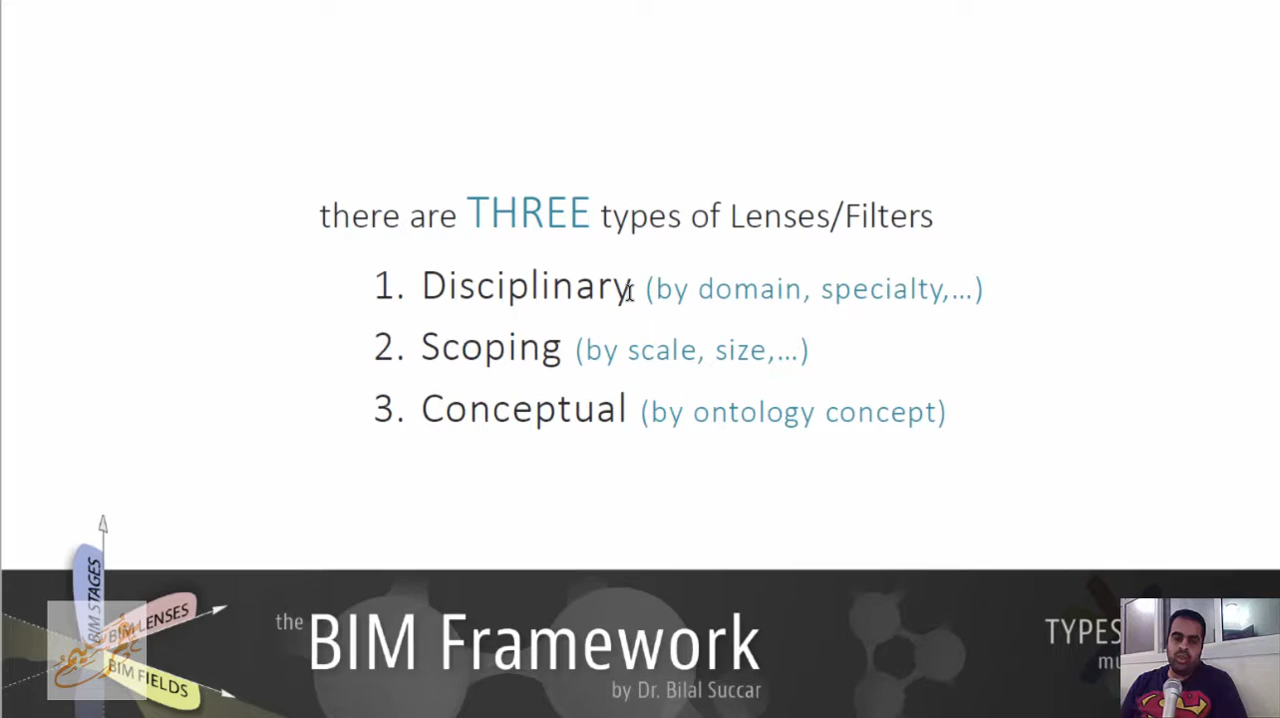 there are THREE types of Lenses/Filters
1. Disciplinary (by domain, specialty,...)
2. Scoping (by scale, size,...)
3. Conceptual (by ontology concept)
BIM STAGES
BIM LENSES
BIM FIELDS
the BIM Framework
by Dr. Bilal Succar
TYPES
mu